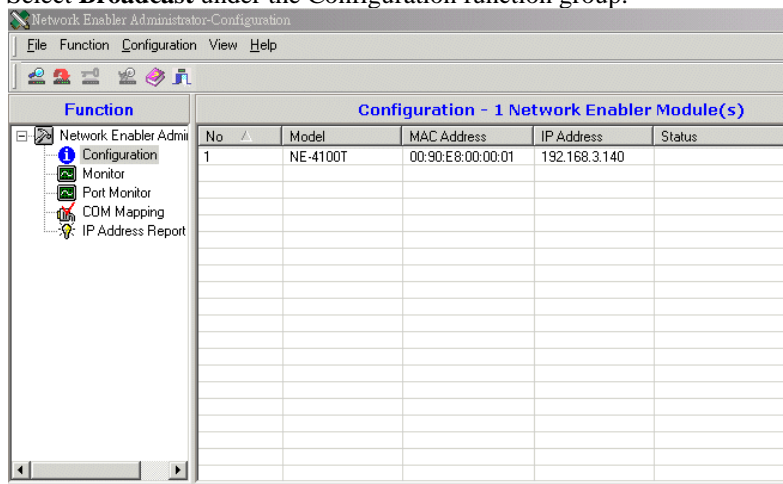 Select Broadcast under the Configuration function group.
Network Enabler Administrator-Configuration
File Function Configuration View Help
Function
Configuration - 1 Network Enabler Module(s)
Network Enabler Admi
No Model MAC Address IP Address Status
1 NE-4100T 00:90:E8:00:00:01 192.168.3.140
Configuration
Monitor
Port Monitor
COM Mapping
IP Address Report